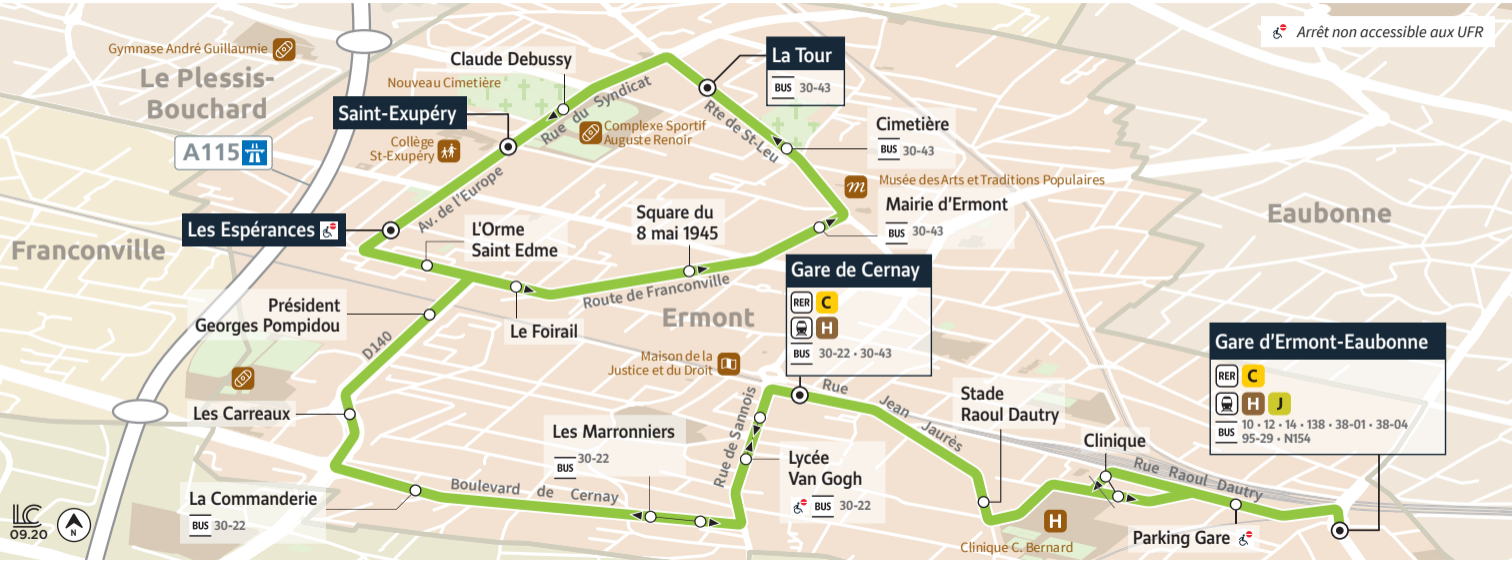 Arrêt non accessible aux UFR
Gymnase André Guillaumie
Le Plessis-
Bouchard
Claude Debussy
Nouveau Cimetière
La Tour
BUS 30-43
Saint-Exupéry
Rue du Syndicat
Complexe Sportif
Auguste Renoir
Rte de St-Leu
Cimetière
BUS 30-43
A115
Collège
St-Exupéry
Musée des Arts et Traditions Populaires
m
Av. de l'Europe
Mairie d'Ermont
BUS 30-43
Eaubonne
Les Espérances
Franconville
L'Orme
Saint Edme
Square du
8 mai 1945
Route de Franconville
Gare de Cernay
RER C
H
BUS 30-22 • 30-43
Président
Georges Pompidou
Le Foirail
Ermont
D140
Maison de la
Justice et du Droit
Gare d'Ermont-Eaubonne
RER C
H J
BUS 10 • 12 • 14 • 138 • 38-01 • 38-04
95-29 • N154
Rue Jean Jaurès
Stade
Raoul Dautry
Les Carreaux
Rue de Sannois
Les Marronniers
BUS 30-22
Clinique
Rue Raoul Dautry
Lycée
Van Gogh
BUS 30-22
La Commanderie
BUS 30-22
Boulevard de Cernay
H
Clinique C. Bernard
Parking Gare
LC
09.20
N